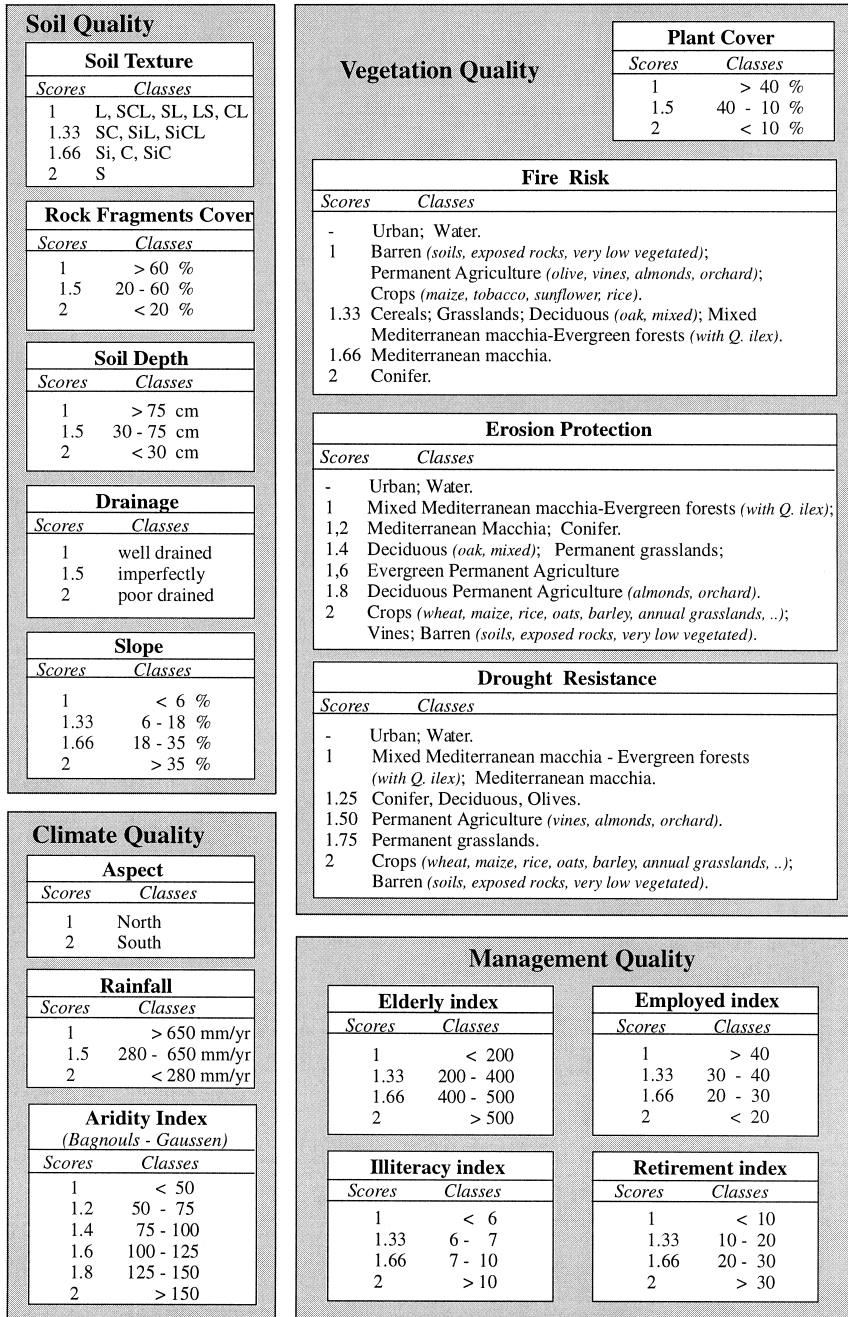 Soil Quality
Soil Texture
Scores Classes
1 L, SCL, SL, LS, CL
1.33 SC, SiL, SiCL
1.66 Si, C, SiC
2 S
Rock Fragments Cover
Scores Classes
1 > 60 %
1.5 20 - 60 %
2 < 20 %
Soil Depth
Scores Classes
1 > 75 cm
1.5 30 - 75 cm
2 < 30 cm
Drainage
Scores Classes
1 well drained
1.5 imperfectly
2 poor drained
Slope
Scores Classes
1 < 6 %
1.33 6 - 18 %
1.66 18 - 35 %
2 > 35 %
Climate Quality
Aspect
Scores Classes
1 North
2 South
Rainfall
Scores Classes
1 > 650 mm/yr
1.5 280 - 650 mm/yr
2 < 280 mm/yr
Aridity Index
(Bagnouls - Gaussen)
Scores Classes
1 < 50
1.2 50 - 75
1.4 75 - 100
1.6 100 - 125
1.8 125 - 150
2 > 150
Vegetation Quality
Plant Cover
Scores Classes
1 > 40 %
1.5 40 - 10 %
2 < 10 %
Fire Risk
Scores Classes
- Urban; Water.
1 Barren (soils, exposed rocks, very low vegetated);
Permanent Agriculture (olive, vines, almonds, orchard);
Crops (maize, tobacco, sunflower, rice).
1.33 Cereals; Grasslands; Deciduous (oak, mixed); Mixed
Mediterranean macchia-Evergreen forests (with Q. ilex).
1.66 Mediterranean macchia.
2 Conifer.
Erosion Protection
Scores Classes
- Urban; Water.
1 Mixed Mediterranean macchia-Evergreen forests (with Q. ilex);
1,2 Mediterranean Macchia; Conifer.
1.4 Deciduous (oak, mixed); Permanent grasslands;
1,6 Evergreen Permanent Agriculture
1.8 Deciduous Permanent Agriculture (almonds, orchard).
2 Crops (wheat, maize, rice, oats, barley, annual grasslands, ..);
Vines; Barren (soils, exposed rocks, very low vegetated).
Drought Resistance
Scores Classes
- Urban; Water.
1 Mixed Mediterranean macchia - Evergreen forests
(with Q. ilex); Mediterranean macchia.
1.25 Conifer, Deciduous, Olives.
1.50 Permanent Agriculture (vines, almonds, orchard).
1.75 Permanent grasslands.
2 Crops (wheat, maize, rice, oats, barley, annual grasslands, ..);
Barren (soils, exposed rocks, very low vegetated).
Management Quality
Elderly index
Scores Classes
1 < 200
1.33 200 - 400
1.66 400 - 500
2 > 500
Employed index
Scores Classes
1 > 40
1.33 30 - 40
1.66 20 - 30
2 < 20
Illiteracy index
Scores Classes
1 < 6
1.33 6 - 7
1.66 7 - 10
2 > 10
Retirement index
Scores Classes
1 < 10
1.33 10 - 20
1.66 20 - 30
2 > 30